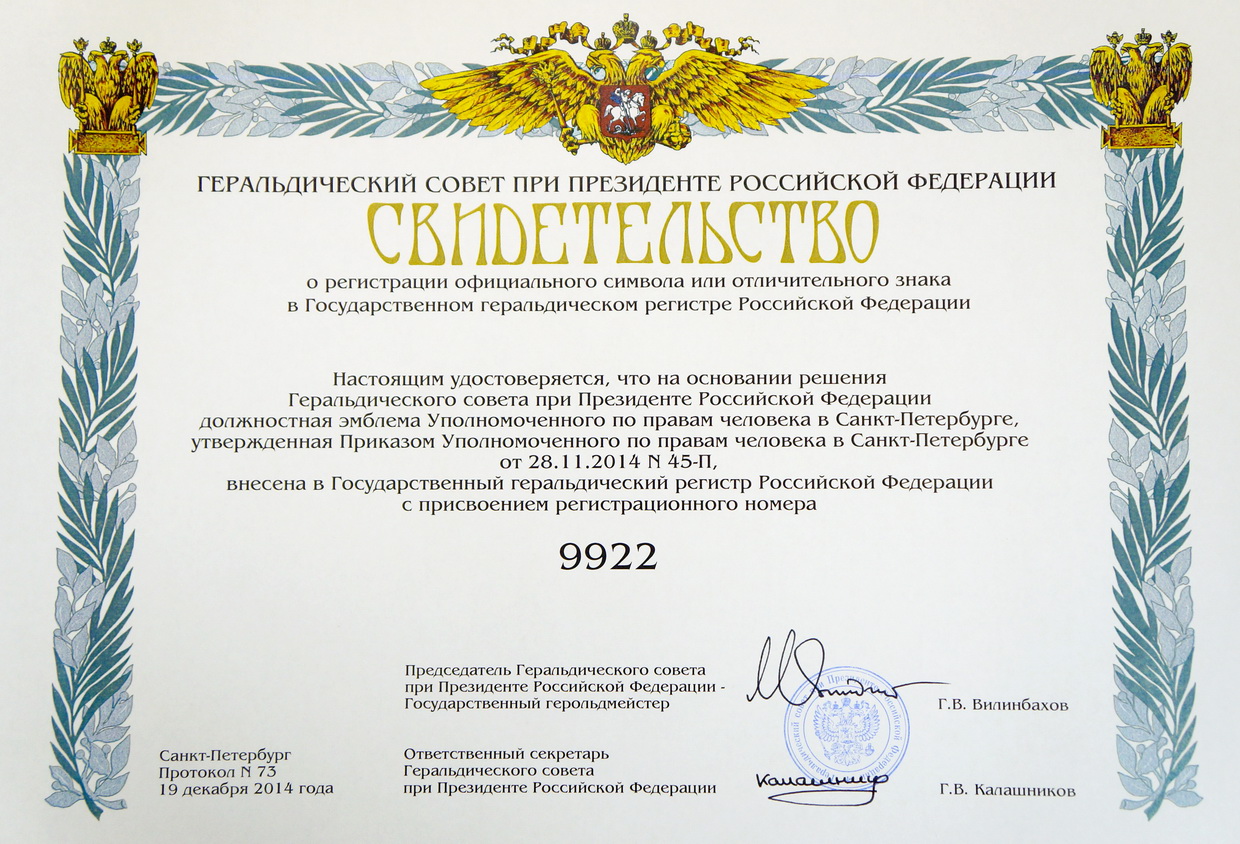 ГЕРАЛЬДИЧЕСКИЙ СОВЕТ ПРИ ПРЕЗИДЕНТЕ РОССИЙСКОЙ ФЕДЕРАЦИИ
СВИДЕТЕЛЬСТВО
о регистрации официального символа или отличительного знака
в Государственном геральдическом регистре Российской Федерации
Настоящим удостоверяется, что на основании решения
Геральдического совета при Президенте Российской Федерации
должностная эмблема Уполномоченного по правам человека в Санкт-Петербурге,
утвержденная Приказом Уполномоченного по правам человека в Санкт-Петербурге
от 28.11.2014 N 45-П,
внесена в Государственный геральдический регистр Российской Федерации
с присвоением регистрационного номера
9922
Председатель Геральдического совета
при Президенте Российской Федерации -
Государственный герольдмейстер
Г.В. Вилинбахов
Санкт-Петербург
Протокол N 73
19 декабря 2014 года
Ответственный секретарь
Геральдического совета
при Президенте Российской Федерации
Калашников
Г.В. Калашников